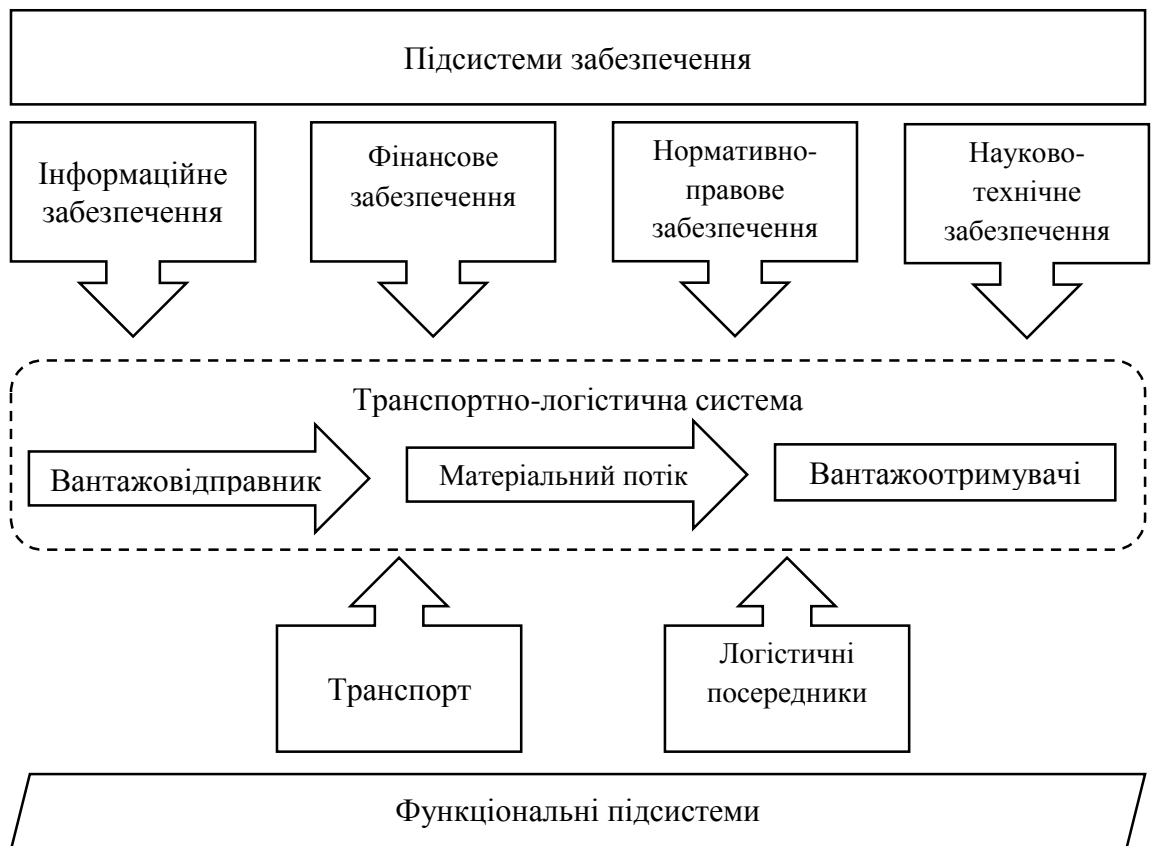 Підсистеми забезпечення
Інформаційне
забезпечення
Фінансове
забезпечення
Нормативно-
правове
забезпечення
Науково-
технічне
забезпечення
Транспортно-логістична система
Вантажовідправник
Матеріальний потік
Вантажоотримувачі
Транспорт
Логістичні
посередники
Функціональні підсистеми